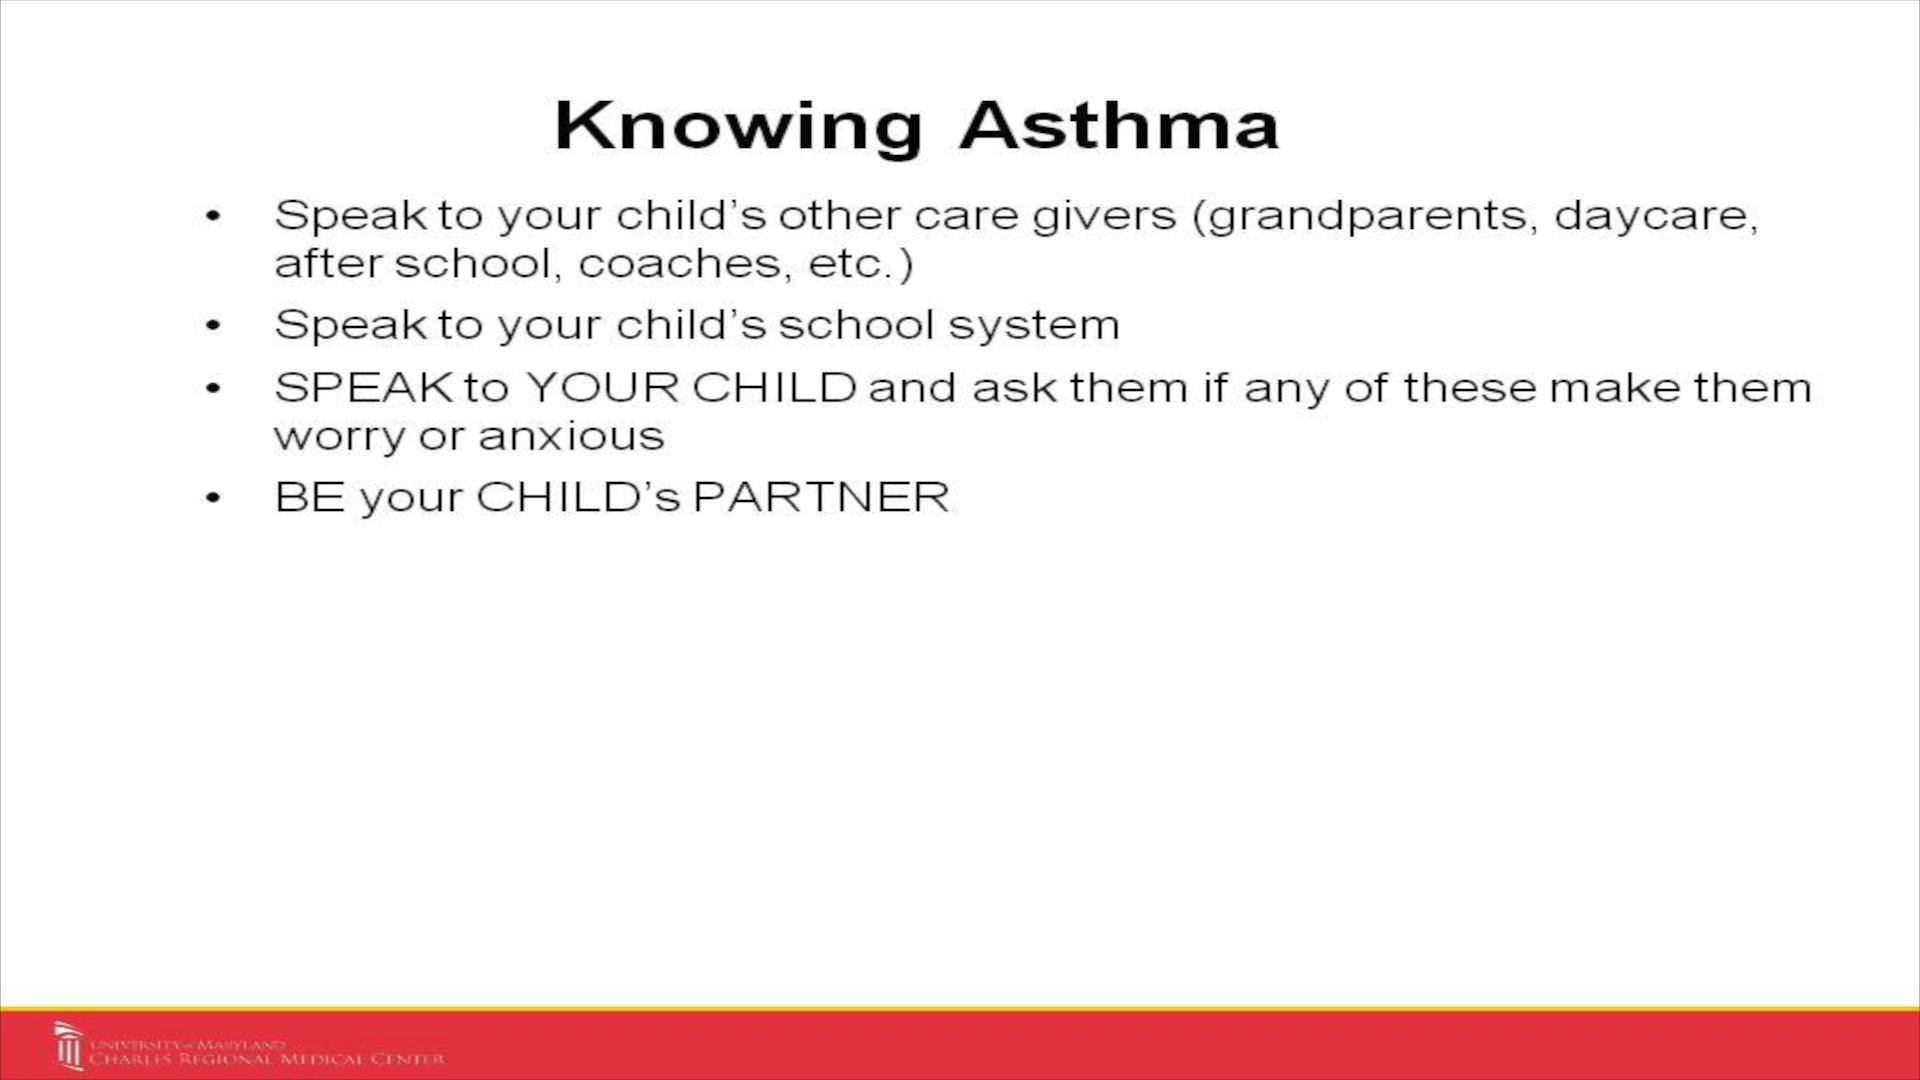 Knowing Asthma
• Speak to your child's other care givers (grandparents, daycare,
after school, coaches, etc.)
• Speak to your child's school system
• SPEAK to YOUR CHILD and ask them if any of these make them
worry or anxious
• BE your CHILD's PARTNER
UNIVERSITY of MARYLAND
CHARLES REGIONAL MEDICAL CENTER